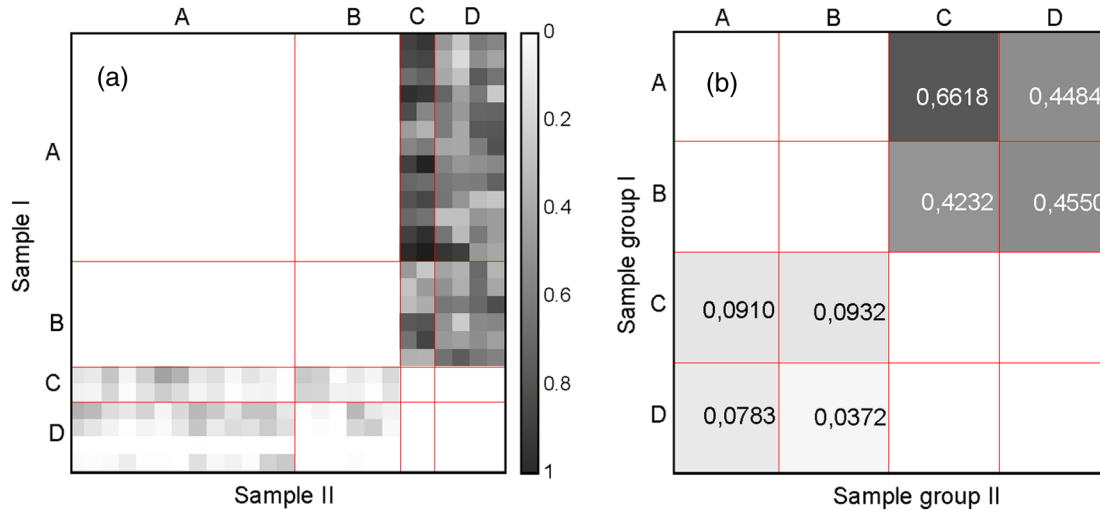 A B C D
(a)
A
B
C
D
Sample I
Sample II
0
0.2
0.4
0.6
0.8
1
A B C D
(b)
A 0,6618 0,4484
B 0,4232 0,4550
C 0,0910 0,0932
D 0,0783 0,0372
Sample group I
Sample group II